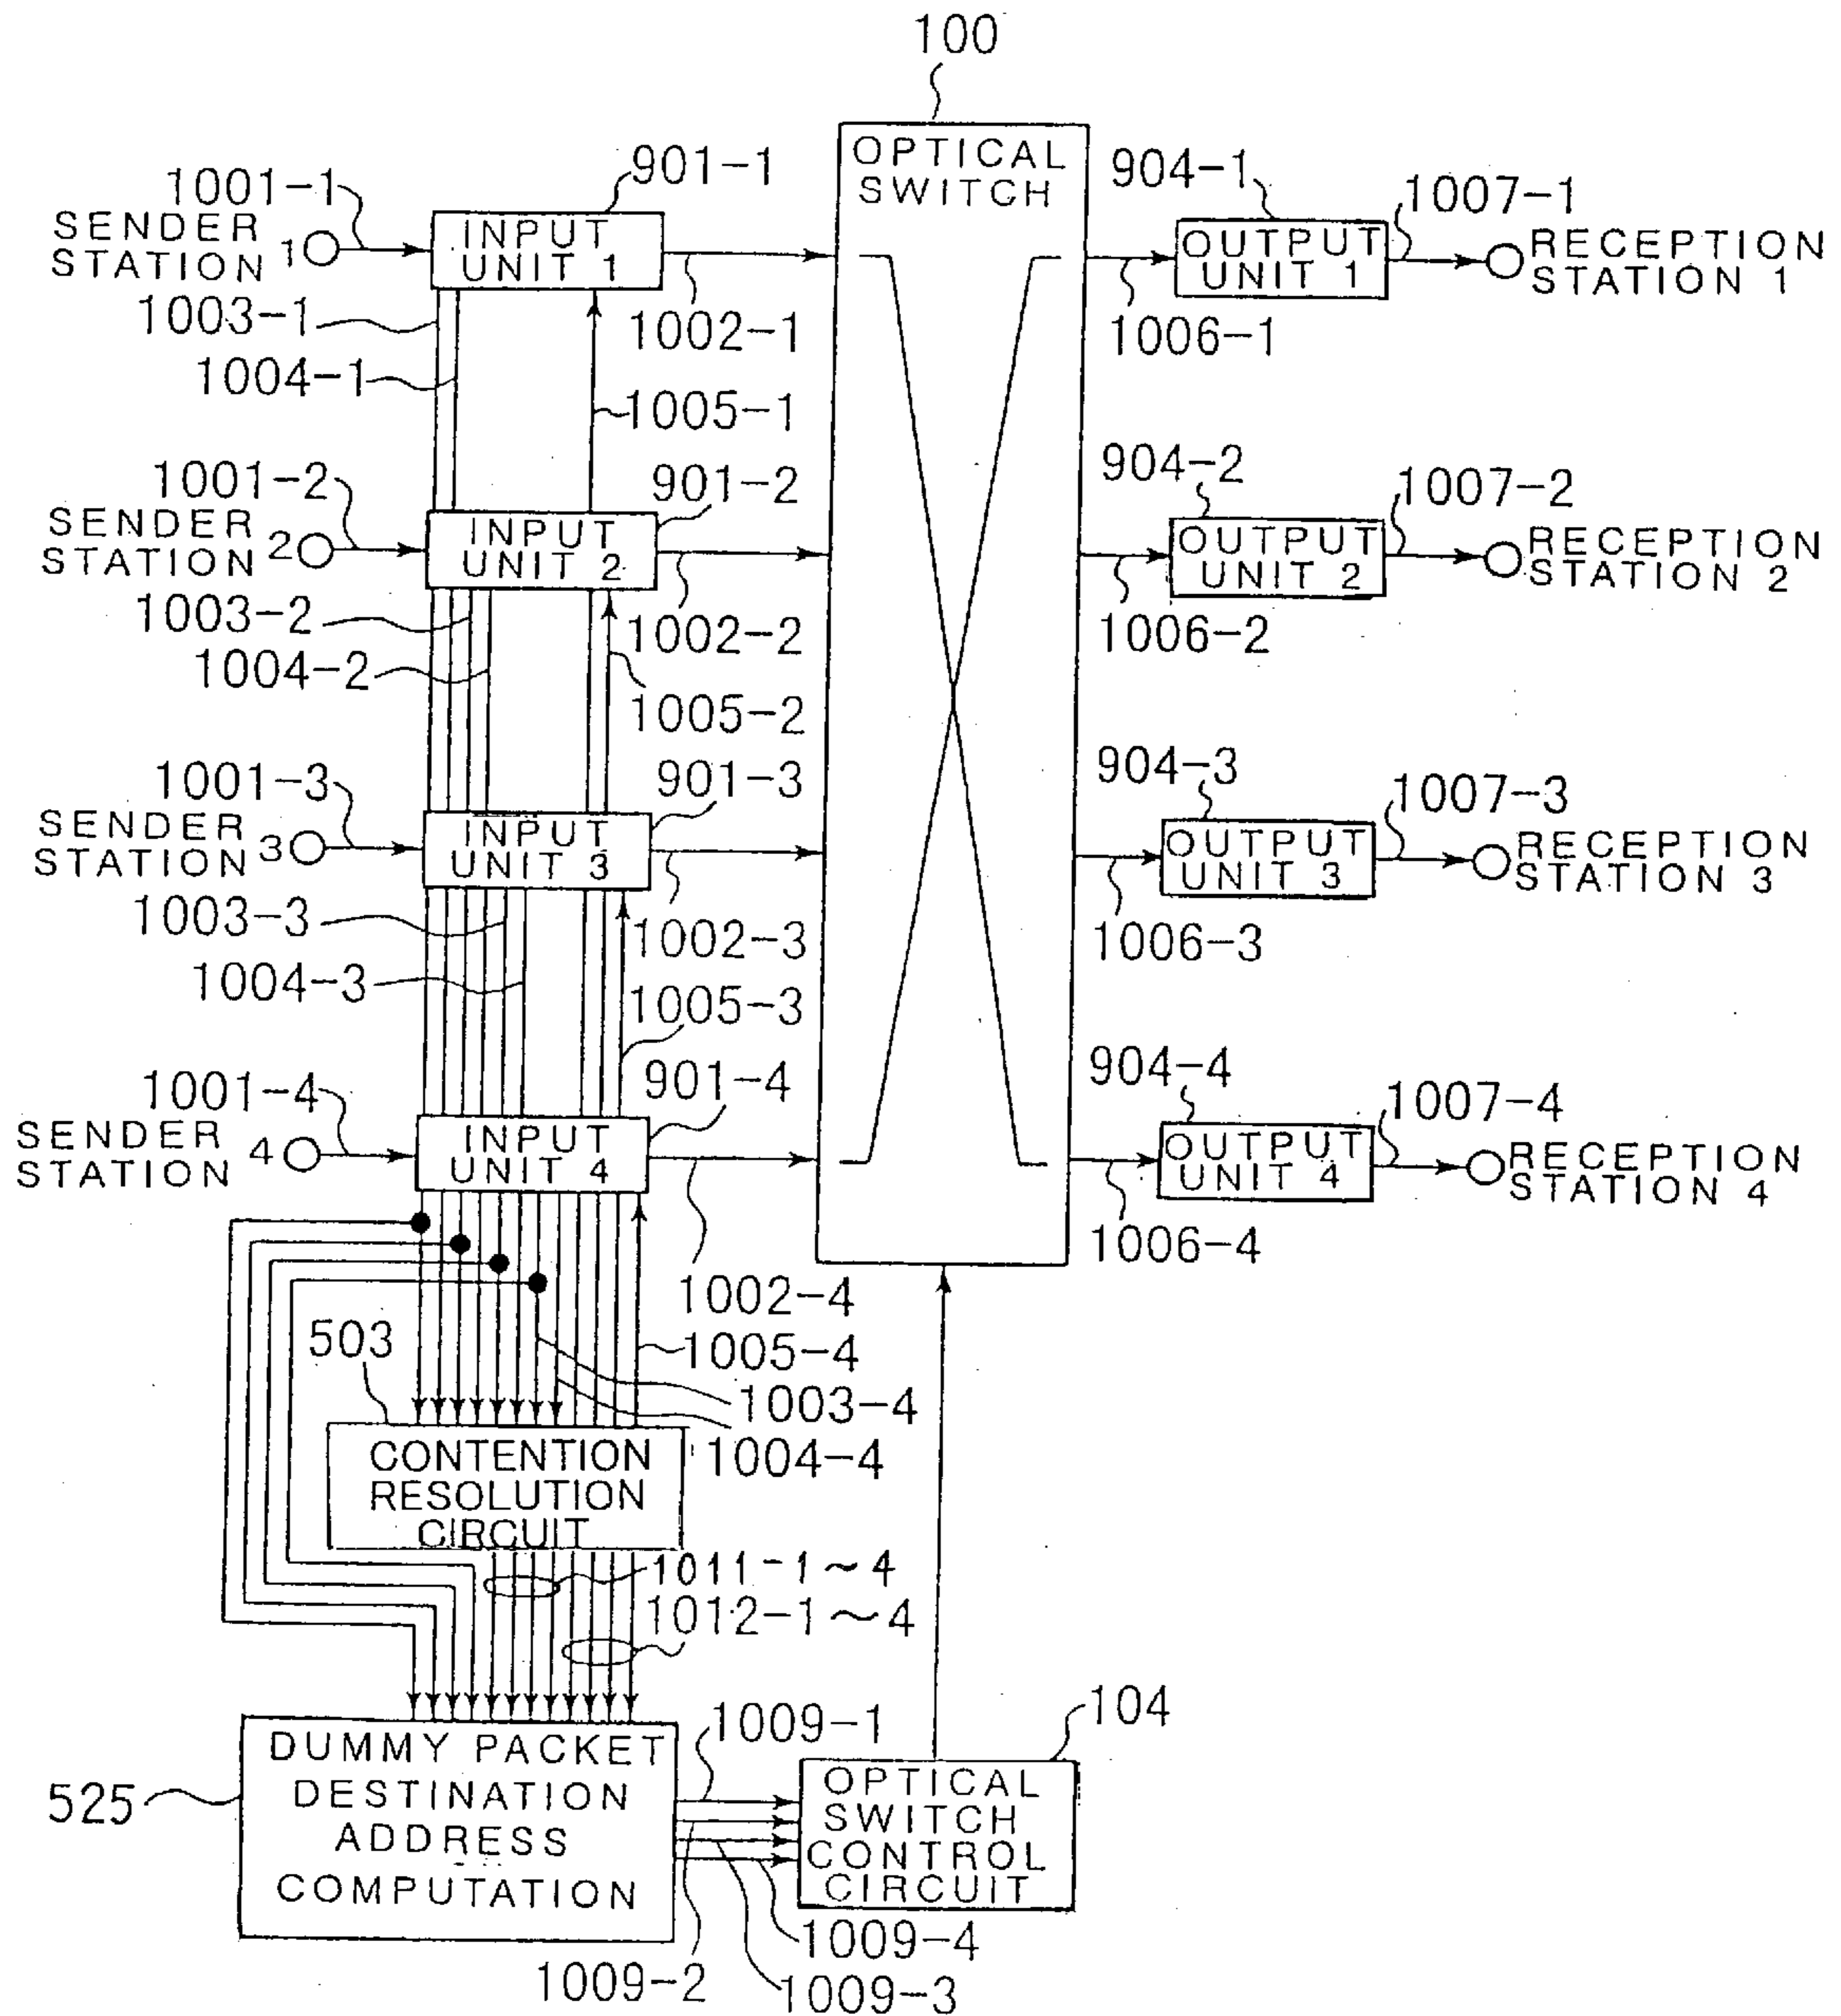 100
OPTICAL
SWITCH
1001-1
901-1
904-1
1007-1
SENDER
STATION 1
INPUT
UNIT 1
OUTPUT
UNIT 1
RECEPTION
STATION 1
1003-1
1002-1
1006-1
1004-1
1005-1
1001-2
901-2
904-2
1007-2
SENDER
STATION 2
INPUT
UNIT 2
OUTPUT
UNIT 2
RECEPTION
STATION 2
1003-2
1002-2
1006-2
1004-2
1005-2
1001-3
901-3
904-3
1007-3
SENDER
STATION 3
INPUT
UNIT 3
OUTPUT
UNIT 3
RECEPTION
STATION 3
1003-3
1002-3
1006-3
1004-3
1005-3
1001-4
901-4
904-4
1007-4
SENDER
STATION 4
INPUT
UNIT 4
OUTPUT
UNIT 4
RECEPTION
STATION 4
1006-4
1002-4
503
1005-4
1003-4
1004-4
CONTENTION
RESOLUTION
CIRCUIT
1011-1~4
1012-1~4
1009-1
104
525
DUMMY PACKET
DESTINATION
ADDRESS
COMPUTATION
OPTICAL
SWITCH
CONTROL
CIRCUIT
1009-4
1009-2
1009-3